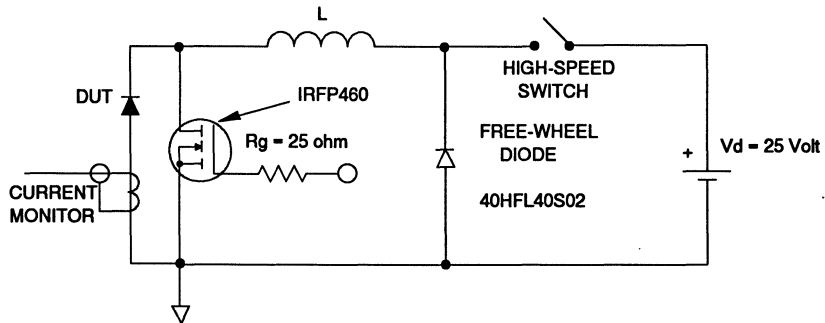 L
HIGH-SPEED
SWITCH
DUT
IRFP460
Rg = 25 ohm
FREE-WHEEL
DIODE
40HFL40S02
+
Vd = 25 Volt
CURRENT
MONITOR